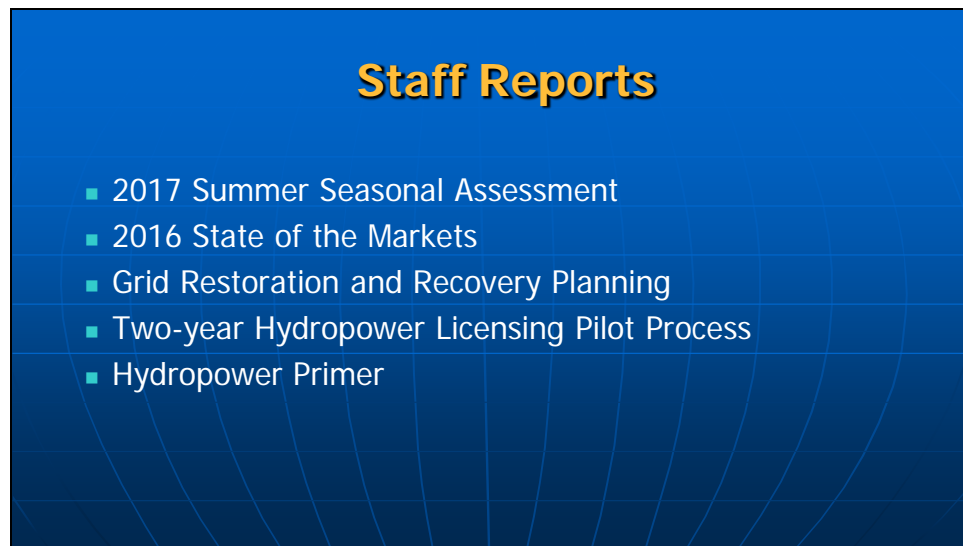 Staff Reports
2017 Summer Seasonal Assessment
2016 State of the Markets
Grid Restoration and Recovery Planning
Two-year Hydropower Licensing Pilot Process
Hydropower Primer